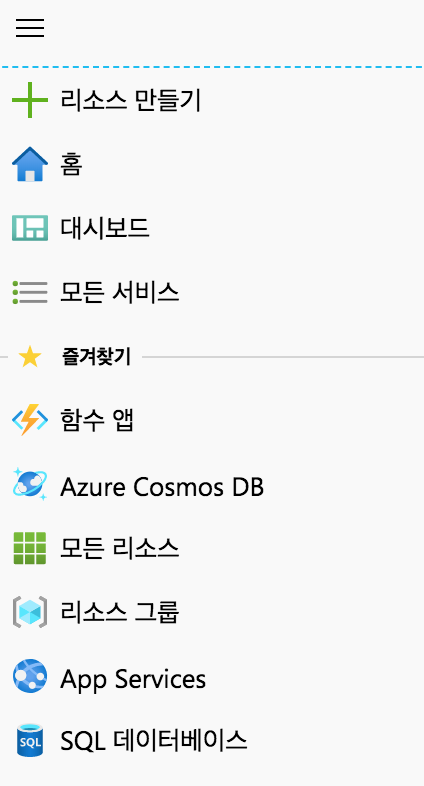 리소스 만들기
홈
대시보드
모든 서비스
즐겨찾기
함수 앱
Azure Cosmos DB
모든 리소스
리소스 그룹
App Services
SQL SQL 데이터베이스